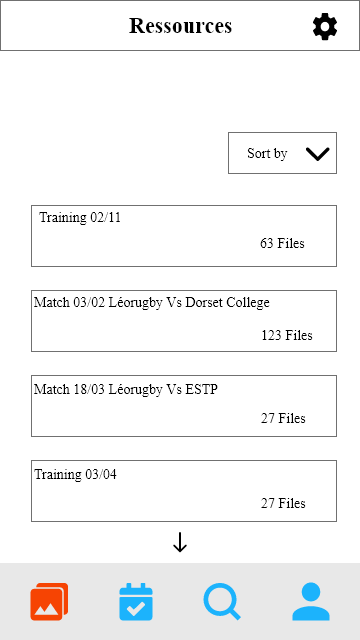 Ressources
Sort by
Training 02/11
63 Files
Match 03/02 Léorugby Vs Dorset College
123 Files
Match 18/03 Léorugby Vs ESTP
27 Files
Training 03/04
27 Files